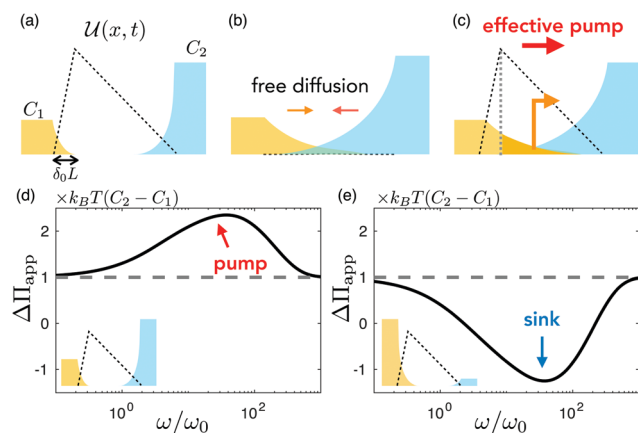 (a)
𝒰(x, t)
C₂
C₁
δ₀L
(b)
free diffusion
(c)
effective pump
(d)
×k_BT(C₂ − C₁)
2
1
0
-1
ΔΠ_app
pump
10⁰
10²
ω/ω₀
(e)
×k_BT(C₂ − C₁)
2
1
0
-1
ΔΠ_app
sink
10⁰
10²
ω/ω₀